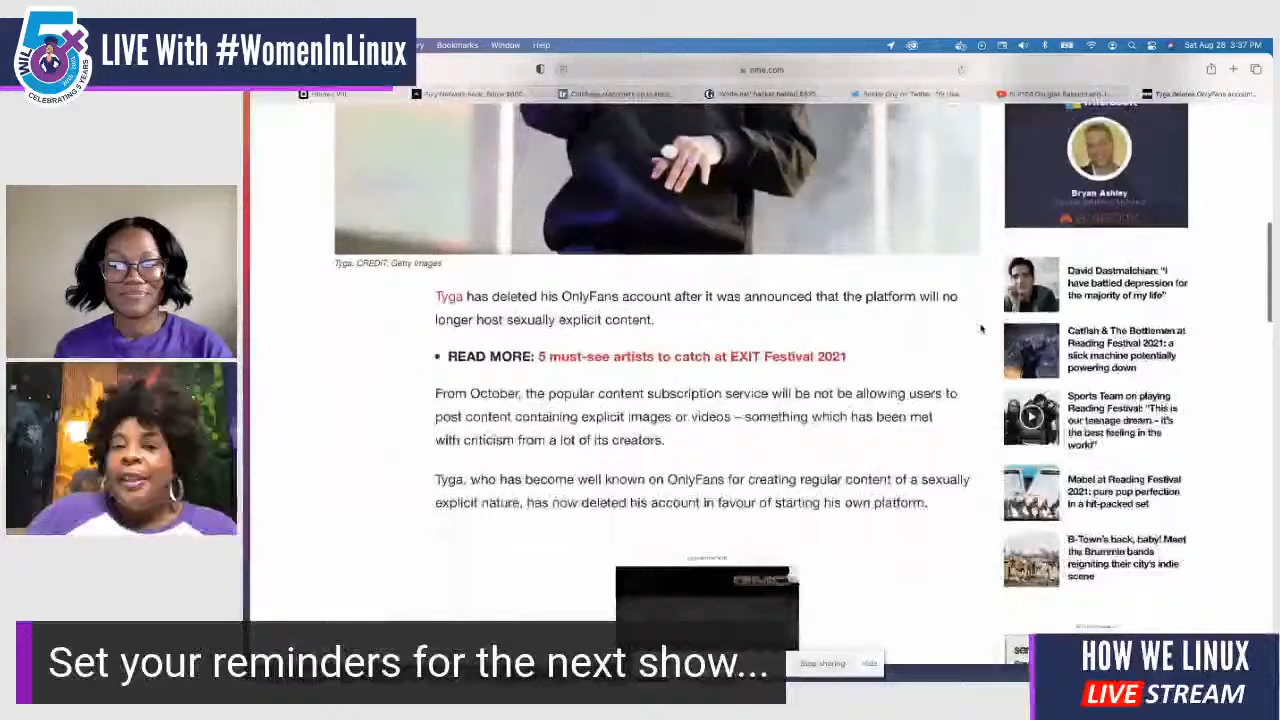 LIVE With #WomenInLinux
WiL
5x
CELEBRATING 5 YEARS
Bookmarks Window Help
Sat Aug 28 3:37 PM
nme.com
Tyga deletes OnlyFans accoun...
Microsoft
Bryan Ashley
Tyga. CREDIT: Getty Images
Tyga has deleted his OnlyFans account after it was announced that the platform will no
longer host sexually explicit content.
• READ MORE: 5 must-see artists to catch at EXIT Festival 2021
From October, the popular content subscription service will be not be allowing users to
post content containing explicit images or videos – something which has been met
with criticism from a lot of its creators.
Tyga, who has become well known on OnlyFans for creating regular content of a sexually
explicit nature, has now deleted his account in favour of starting his own platform.
David Dastmalchian: “I
have battled depression for
the majority of my life”
Catfish & The Bottlemen at
Reading Festival 2021: a
slick machine potentially
powering down
Sports Team on playing
Reading Festival: “This is
our teenage dream – it’s
the best feeling in the
world”
Mabel at Reading Festival
2021: pure pop perfection
in a hit-packed set
B-Town’s back, baby! Meet
the Brummie bands
reigniting their city’s indie
scene
GMC
Stop sharing Hide
Set your reminders for the next show...
HOW WE LINUX
LIVE STREAM